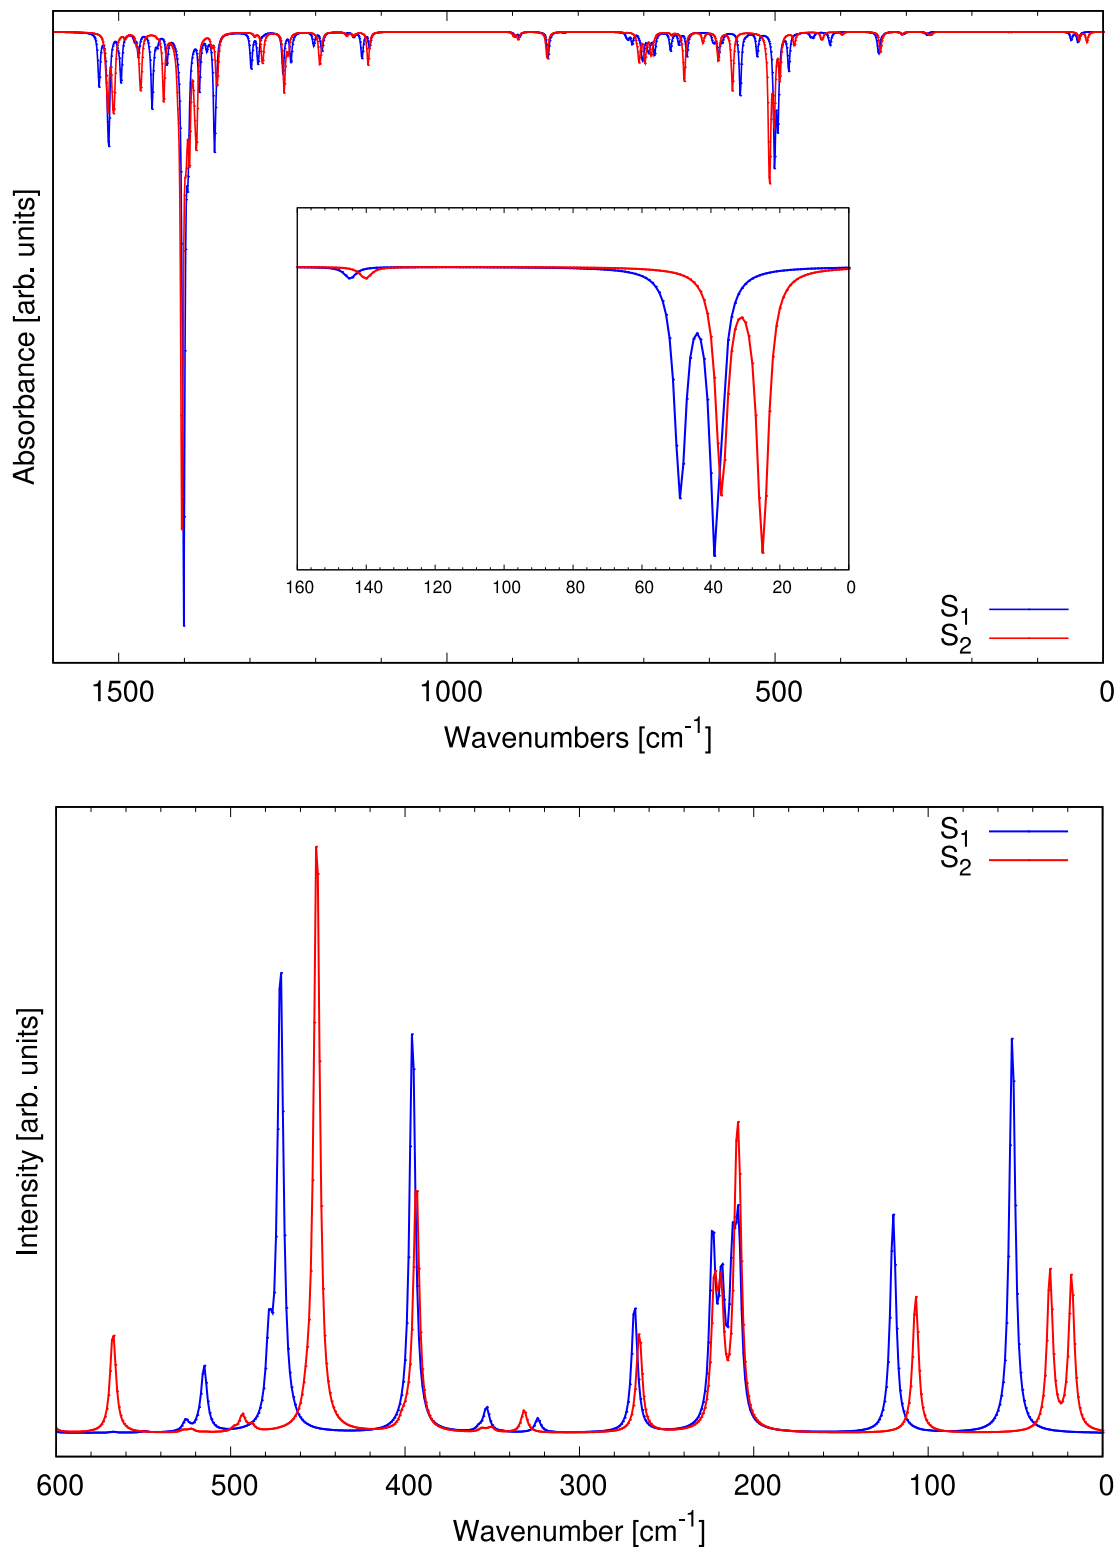 Absorbance [arb. units]
160 140 120 100 80 60 40 20 0
S1
S2
1500 1000 500 0
Wavenumbers [cm-1]
Intensity [arb. units]
S1
S2
600 500 400 300 200 100 0
Wavenumber [cm-1]